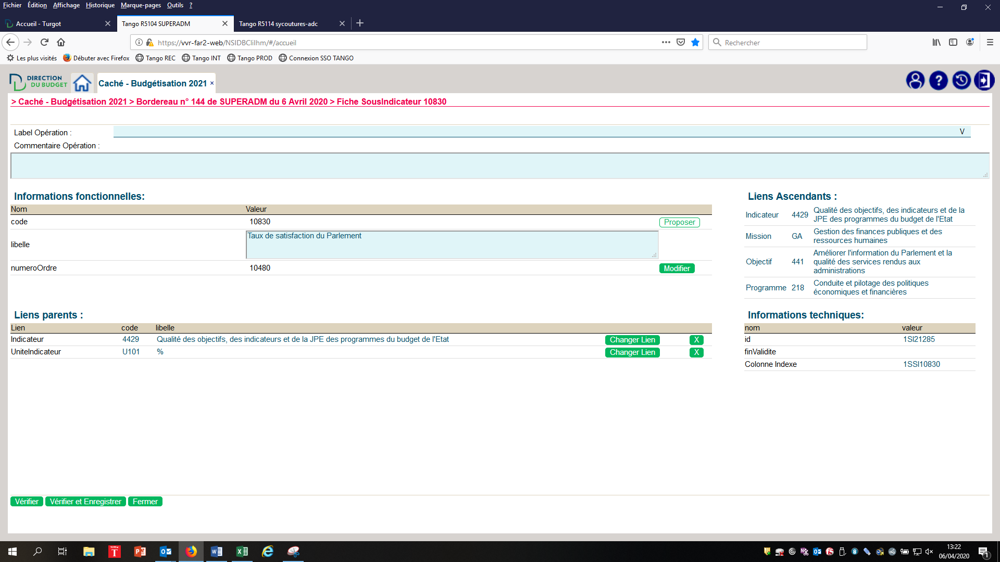 Fichier Édition Affichage Historique Marque-pages Outils ?
Accueil - Turgot
Tango R5104 SUPERADM
Tango R5114 sycoutures-adc
https://vvr-far2-web/NSIDBCliIhm/#/accueil
Rechercher
Les plus visités Débuter avec Firefox Tango REC Tango INT Tango PROD Connexion SSO TANGO
DIRECTION
DU BUDGET
Caché - Budgétisation 2021 ×
> Caché - Budgétisation 2021 > Bordereau n° 144 de SUPERADM du 6 Avril 2020 > Fiche SousIndicateur 10830
Label Opération :
V
Commentaire Opération :
Informations fonctionnelles:
Nom Valeur
code 10830 Proposer
libelle Taux de satisfaction du Parlement
numeroOrdre 10480 Modifier
Liens Ascendants :
Indicateur 4429 Qualité des objectifs, des indicateurs et de la
JPE des programmes du budget de l'Etat
Mission GA Gestion des finances publiques et des
ressources humaines
Objectif 441 Améliorer l'information du Parlement et la
qualité des services rendus aux
administrations
Programme 218 Conduite et pilotage des politiques
économiques et financières
Liens parents :
Lien code libelle
Indicateur 4429 Qualité des objectifs, des indicateurs et de la JPE des programmes du budget de l'Etat Changer Lien X
UniteIndicateur U101 % Changer Lien X
Informations techniques:
nom valeur
id 1SI21285
finValidite
Colonne Indexe 1SSI10830
Vérifier Vérifier et Enregistrer Fermer
13:22
06/04/2020